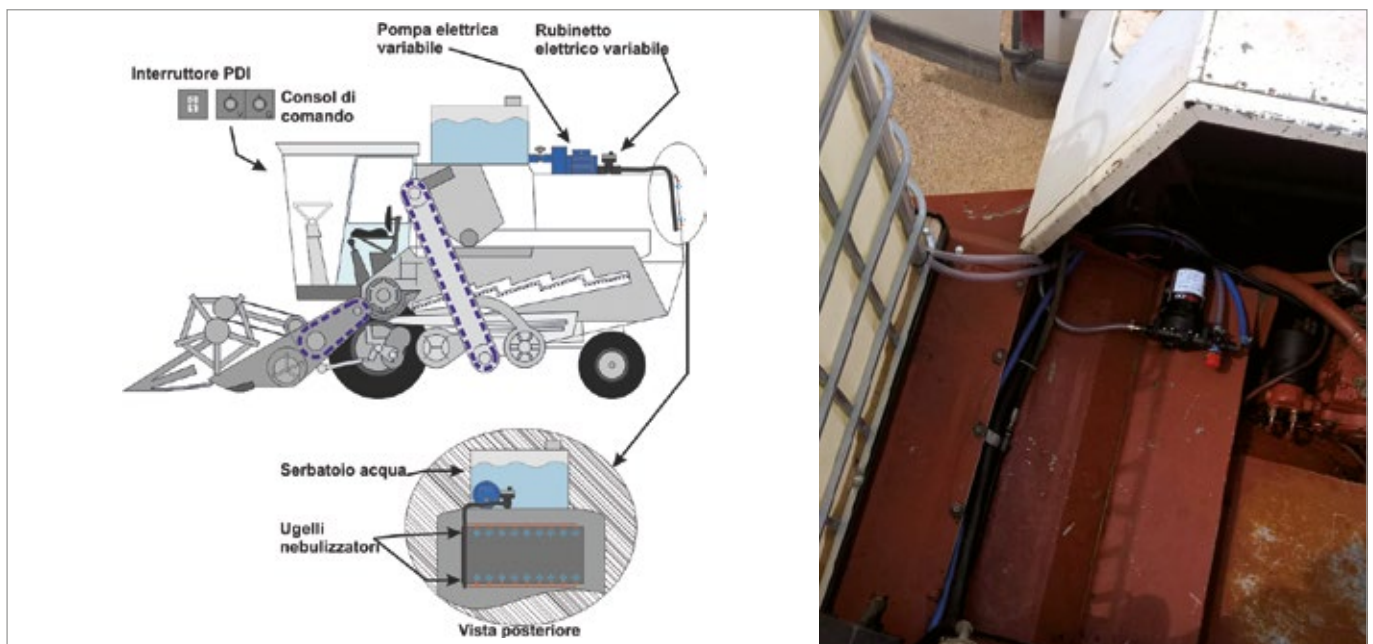 Pompa elettrica
variabile
Rubinetto
elettrico variabile
Interruttore PDI
Consol di
comando
Serbatoio acqua
Ugelli
nebulizzatori
Vista posteriore